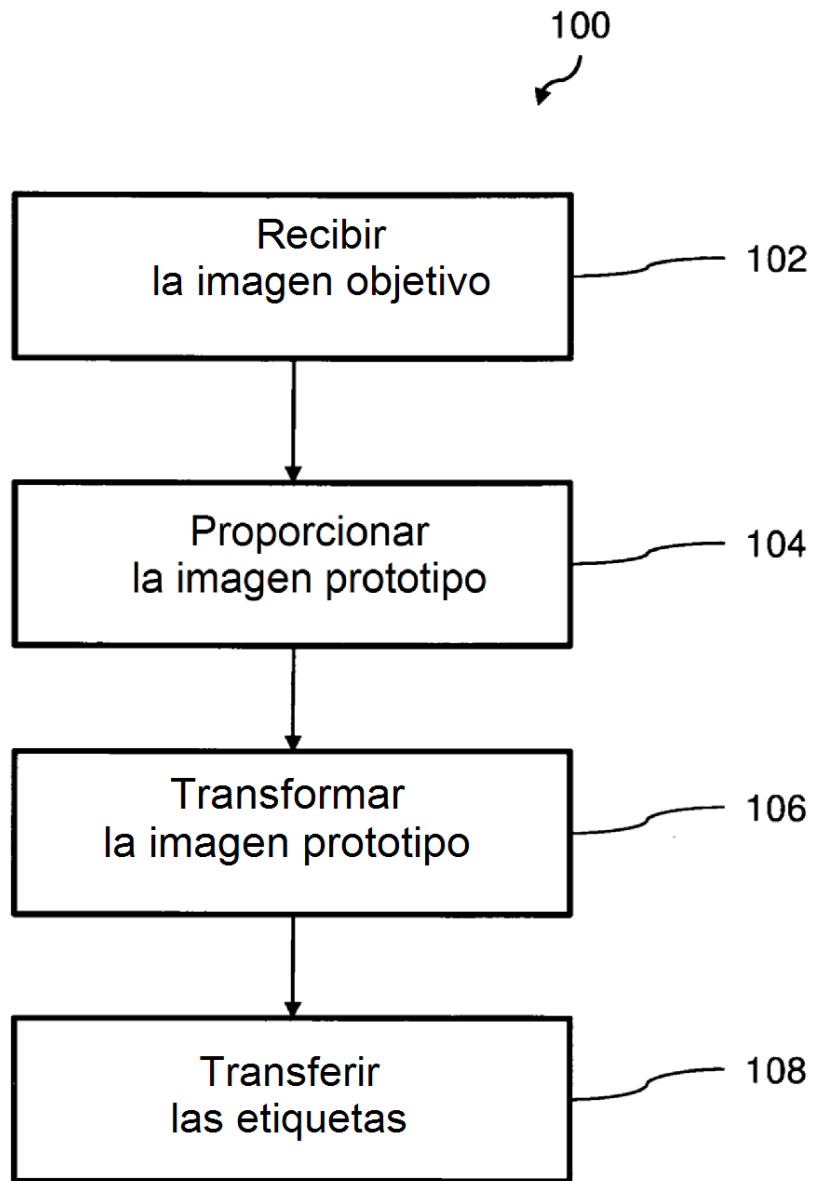 100
Recibir
la imagen objetivo
102
Proporcionar
la imagen prototipo
104
Transformar
la imagen prototipo
106
Transferir
las etiquetas
108